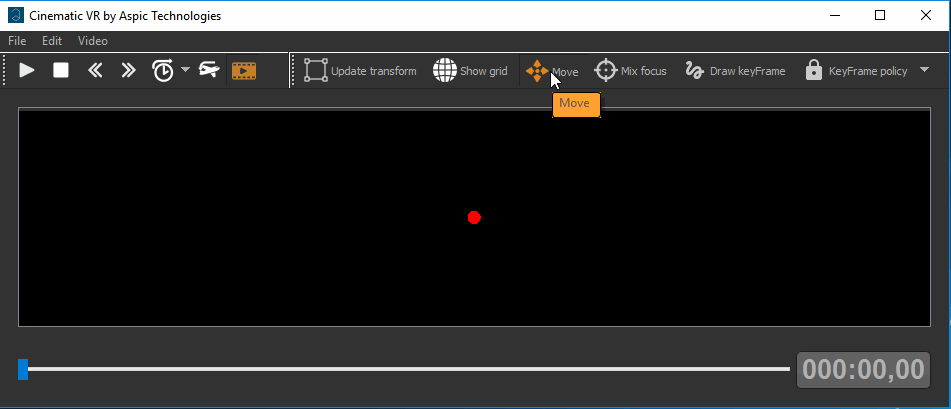 Cinematic VR by Aspic Technologies
File Edit Video
Update transform Show grid Move Mix focus Draw keyFrame KeyFrame policy
Move
000:00,00